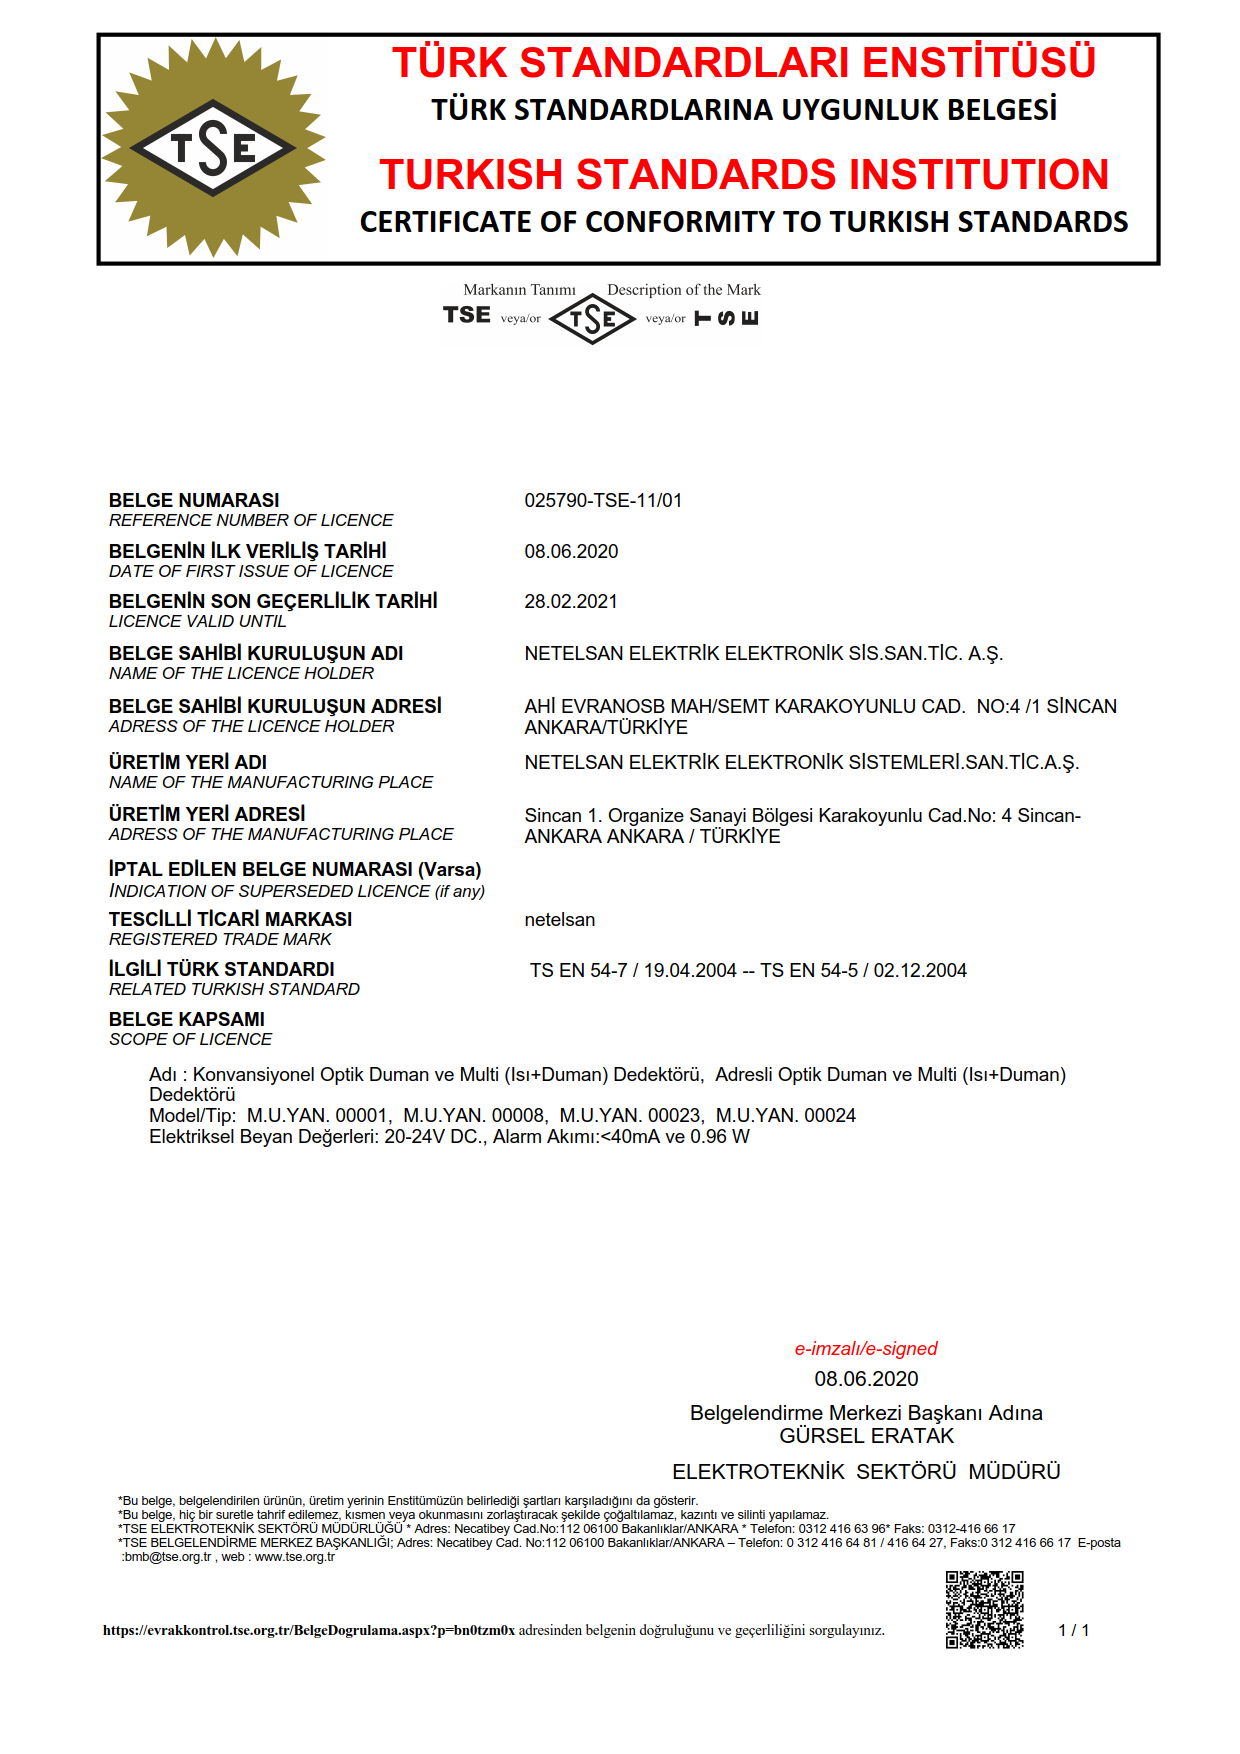 TSE
TÜRK STANDARDLARI ENSTİTÜSÜ
TÜRK STANDARDLARINA UYGUNLUK BELGESİ
TURKISH STANDARDS INSTITUTION
CERTIFICATE OF CONFORMITY TO TURKISH STANDARDS
Markanın Tanımı Description of the Mark
TSE veya/or TSE veya/or TSE
BELGE NUMARASI 025790-TSE-11/01
REFERENCE NUMBER OF LICENCE
BELGENİN İLK VERİLİŞ TARİHİ 08.06.2020
DATE OF FIRST ISSUE OF LICENCE
BELGENİN SON GEÇERLİLİK TARİHİ 28.02.2021
LICENCE VALID UNTIL
BELGE SAHİBİ KURULUŞUN ADI NETELSAN ELEKTRİK ELEKTRONİK SİS.SAN.TİC. A.Ş.
NAME OF THE LICENCE HOLDER
BELGE SAHİBİ KURULUŞUN ADRESİ AHİ EVRANOSB MAH/SEMT KARAKOYUNLU CAD. NO:4 /1 SİNCAN
ADRESS OF THE LICENCE HOLDER ANKARA/TÜRKİYE
ÜRETİM YERİ ADI NETELSAN ELEKTRİK ELEKTRONİK SİSTEMLERİ.SAN.TİC.A.Ş.
NAME OF THE MANUFACTURING PLACE
ÜRETİM YERİ ADRESİ Sincan 1. Organize Sanayi Bölgesi Karakoyunlu Cad.No: 4 Sincan-
ADRESS OF THE MANUFACTURING PLACE ANKARA ANKARA / TÜRKİYE
İPTAL EDİLEN BELGE NUMARASI (Varsa)
INDICATION OF SUPERSEDED LICENCE (if any)
TESCİLLİ TİCARİ MARKASI netelsan
REGISTERED TRADE MARK
İLGİLİ TÜRK STANDARDI TS EN 54-7 / 19.04.2004 -- TS EN 54-5 / 02.12.2004
RELATED TURKISH STANDARD
BELGE KAPSAMI
SCOPE OF LICENCE
Adı : Konvansiyonel Optik Duman ve Multi (Isı+Duman) Dedektörü, Adresli Optik Duman ve Multi (Isı+Duman)
Dedektörü
Model/Tip: M.U.YAN. 00001, M.U.YAN. 00008, M.U.YAN. 00023, M.U.YAN. 00024
Elektriksel Beyan Değerleri: 20-24V DC., Alarm Akımı:<40mA ve 0.96 W
e-imzalı/e-signed
08.06.2020
Belgelendirme Merkezi Başkanı Adına
GÜRSEL ERATAK
ELEKTROTEKNİK SEKTÖRÜ MÜDÜRÜ
*Bu belge, belgelendirilen ürünün, üretim yerinin Enstitümüzün belirlediği şartları karşıladığını da gösterir.
*Bu belge, hiç bir suretle tahrif edilemez, kısmen veya okunmasını zorlaştıracak şekilde çoğaltılamaz, kazıntı ve silinti yapılamaz.
*TSE ELEKTROTEKNİK SEKTÖRÜ MÜDÜRLÜĞÜ * Adres: Necatibey Cad.No:112 06100 Bakanlıklar/ANKARA * Telefon: 0312 416 63 96* Faks: 0312-416 66 17
*TSE BELGELENDİRME MERKEZ BAŞKANLIĞI; Adres: Necatibey Cad. No:112 06100 Bakanlıklar/ANKARA – Telefon: 0 312 416 64 81 / 416 64 27, Faks:0 312 416 66 17 E-posta
:bmb@tse.org.tr , web : www.tse.org.tr
https://evrakkontrol.tse.org.tr/BelgeDogrulama.aspx?p=bn0tzm0x adresinden belgenin doğruluğunu ve geçerliliğini sorgulayınız.
1 / 1